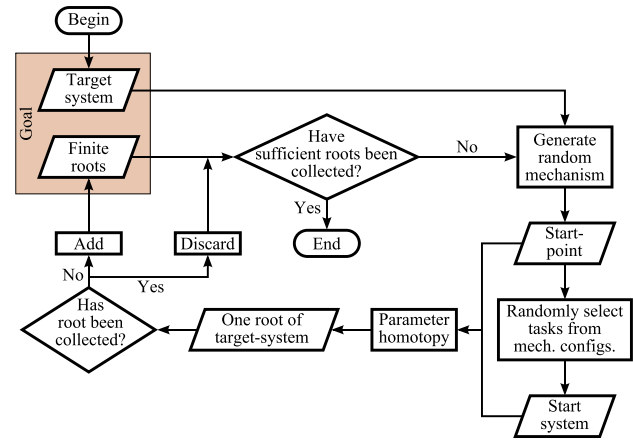 Begin
Goal
Target
system
Finite
roots
Have
sufficient roots been
collected?
No
Yes
End
Generate
random
mechanism
Start-
point
Randomly select
tasks from
mech. configs.
Start
system
Parameter
homotopy
One root of
target-system
Has
root been
collected?
No
Yes
Add
Discard